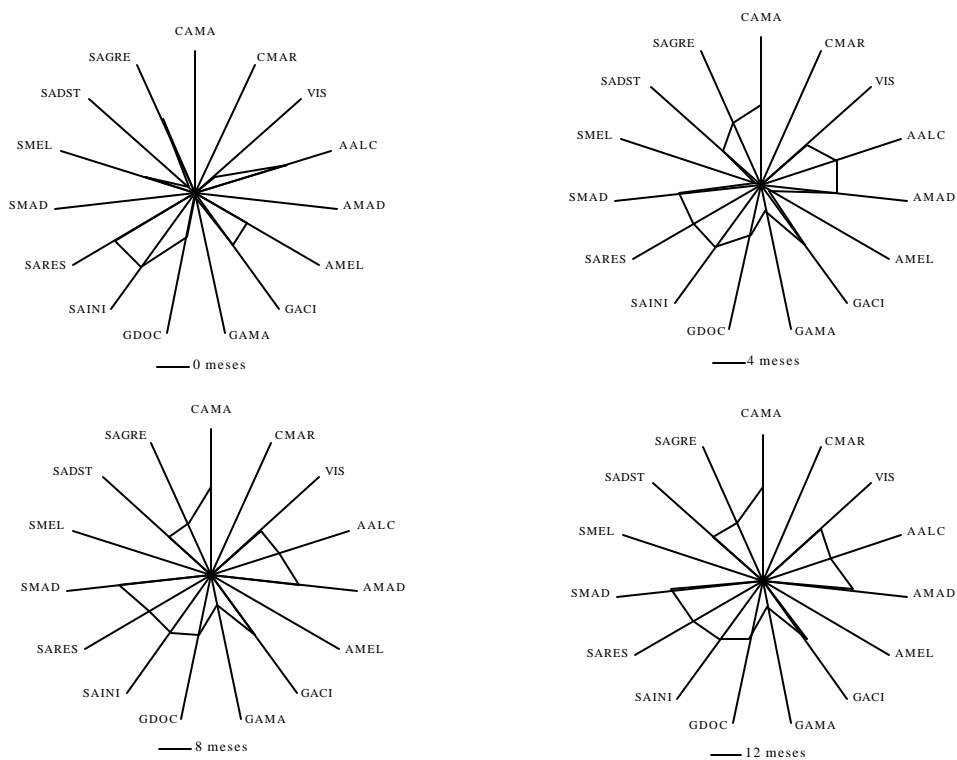 CAMA
SAGRE
CMAR
SADST
VIS
SMEL
AALC
SMAD
AMAD
SARES
AMEL
SAINI
GACI
GDOC
GAMA
0 meses
CAMA
SAGRE
CMAR
SADST
VIS
SMEL
AALC
SMAD
AMAD
SARES
AMEL
SAINI
GACI
GDOC
GAMA
4 meses
CAMA
SAGRE
CMAR
SADST
VIS
SMEL
AALC
SMAD
AMAD
SARES
AMEL
SAINI
GACI
GDOC
GAMA
8 meses
CAMA
SAGRE
CMAR
SADST
VIS
SMEL
AALC
SMAD
AMAD
SARES
AMEL
SAINI
GACI
GDOC
GAMA
12 meses